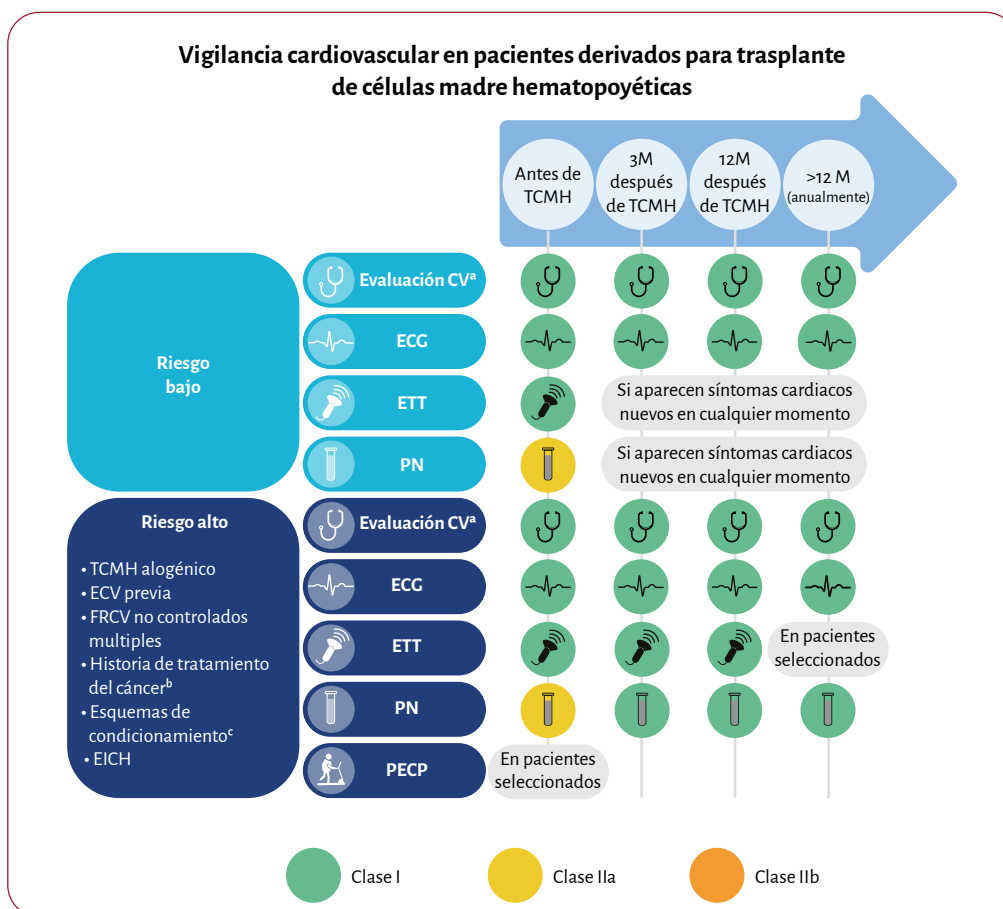 Vigilancia cardiovascular en pacientes derivados para trasplante
de células madre hematopoyéticas
Antes de
TCMH
3M
después
de TCMH
12M
después
de TCMH
>12 M
(anualmente)
Riesgo
bajo
Evaluación CVª
ECG
ETT
Si aparecen síntomas cardiacos
nuevos en cualquier momento
PN
Si aparecen síntomas cardiacos
nuevos en cualquier momento
Riesgo alto
• TCMH alogénico
• ECV previa
• FRCV no controlados
multiples
• Historia de tratamiento
del cáncerᵇ
• Esquemas de
condicionamientoᶜ
• EICH
Evaluación CVª
ECG
ETT
En pacientes
seleccionados
PN
PECP
En pacientes
seleccionados
Clase I
Clase IIa
Clase IIb